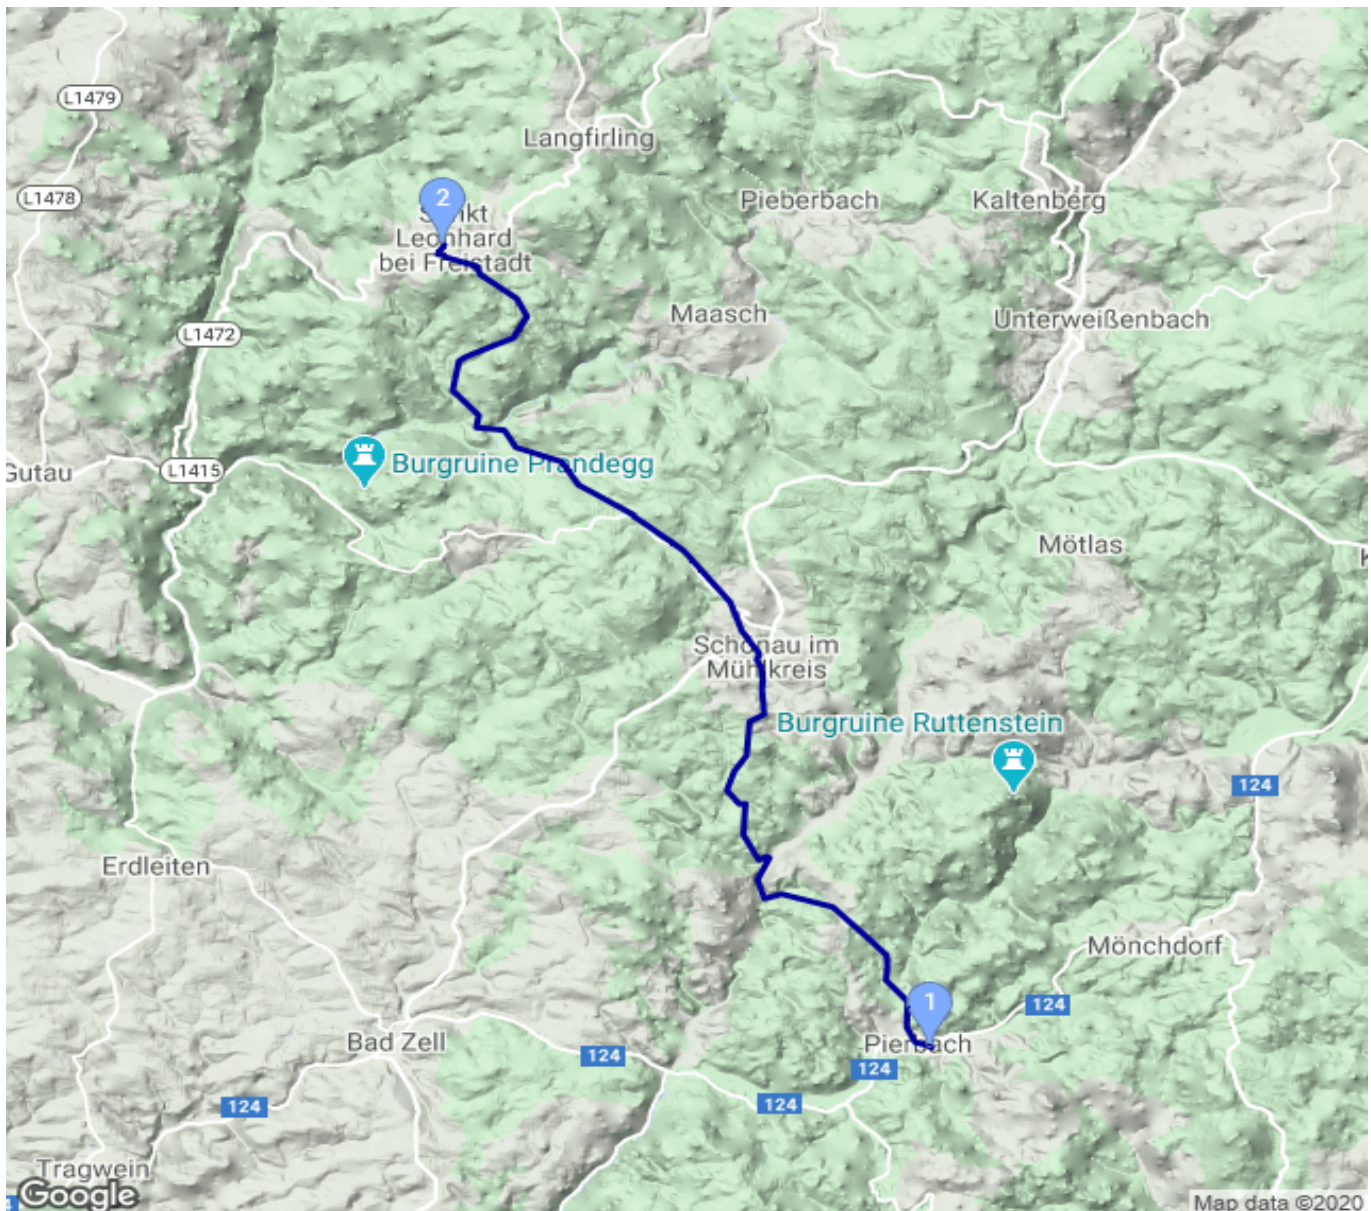 L1479
Langfirling
L1478
2
Pieberbach
Kaltenberg
Sankt
Leonhard
bei Freistadt
Maasch
Unterweißenbach
L1472
Burgruine Prandegg
Gutau
L1415
Mötlas
K
Schönau im
Mühlkreis
Burgruine Ruttenstein
124
Erdleiten
Mönchdorf
1
124
Bad Zell
Pierbach
124
124
124
124
Tragwein
4
Google
Map data ©2020